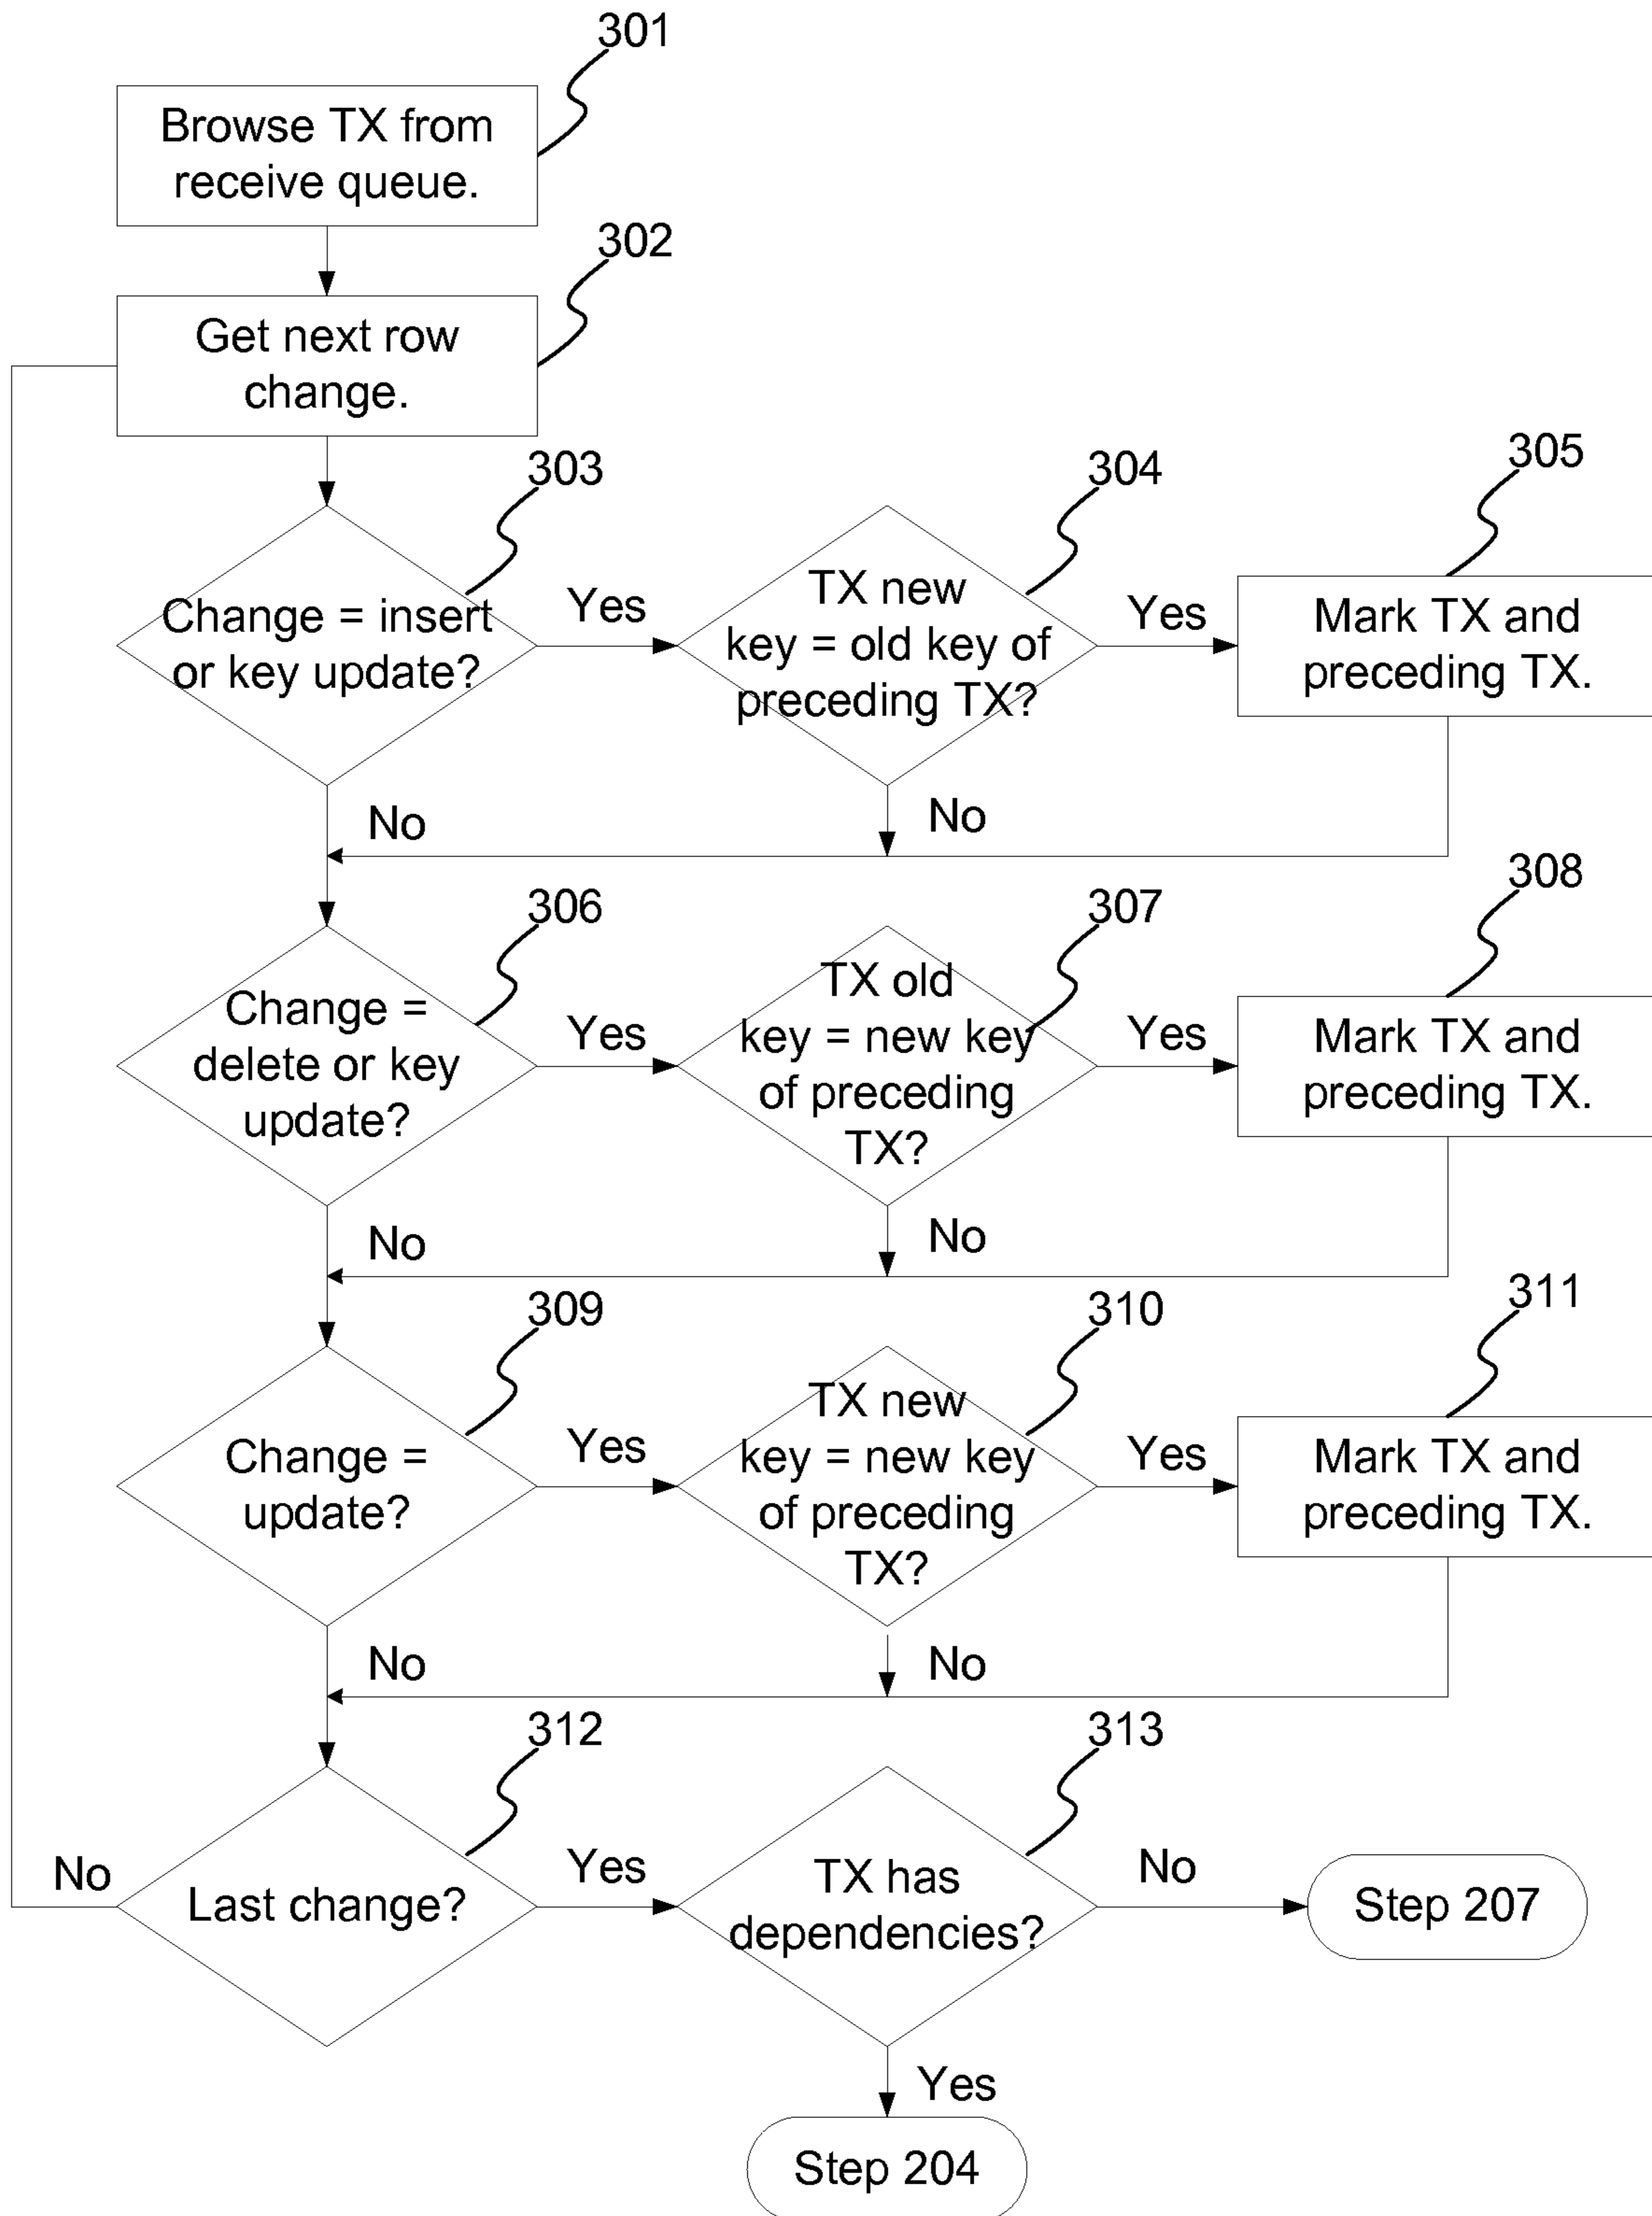 301
Browse TX from
receive queue.
302
Get next row
change.
303
304
305
Change = insert
or key update?
Yes
TX new
key = old key of
preceding TX?
Yes
Mark TX and
preceding TX.
No
No
306
307
308
Change =
delete or key
update?
Yes
TX old
key = new key
of preceding
TX?
Yes
Mark TX and
preceding TX.
No
No
309
310
311
Change =
update?
Yes
TX new
key = new key
of preceding
TX?
Yes
Mark TX and
preceding TX.
No
No
312
313
No
Last change?
Yes
TX has
dependencies?
No
Step 207
Yes
Step 204